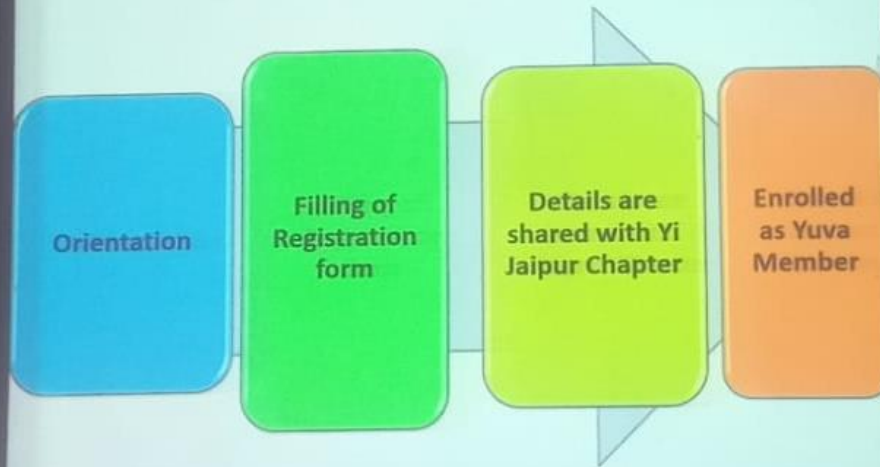 Orientation
Filling of
Registration
form
Details are
shared with Yi
Jaipur Chapter
Enrolled
as Yuva
Member